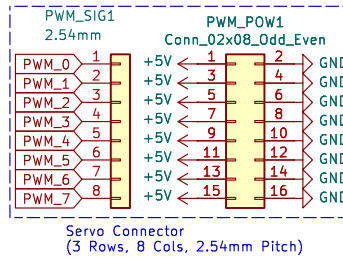 PWM_SIG1
2.54mm
PWM_POW1
Conn_02x08_Odd_Even
PWM_0 1 +5V 1 2 GND
PWM_1 2 +5V 3 4 GND
PWM_2 3 +5V 5 6 GND
PWM_3 4 +5V 7 8 GND
PWM_4 5 +5V 9 10 GND
PWM_5 6 +5V 11 12 GND
PWM_6 7 +5V 13 14 GND
PWM_7 8 +5V 15 16 GND
Servo Connector
(3 Rows, 8 Cols, 2.54mm Pitch)